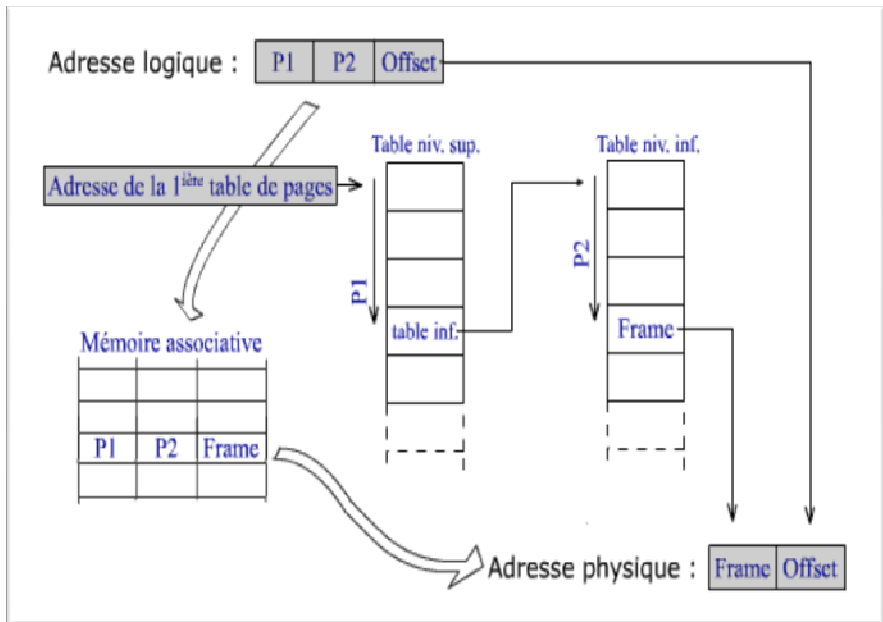 Adresse logique : P1 P2 Offset
Table niv. sup.
Table niv. inf.
Adresse de la 1ière table de pages
P1
P2
table inf.
Frame
Mémoire associative
P1 P2 Frame
Adresse physique : Frame Offset